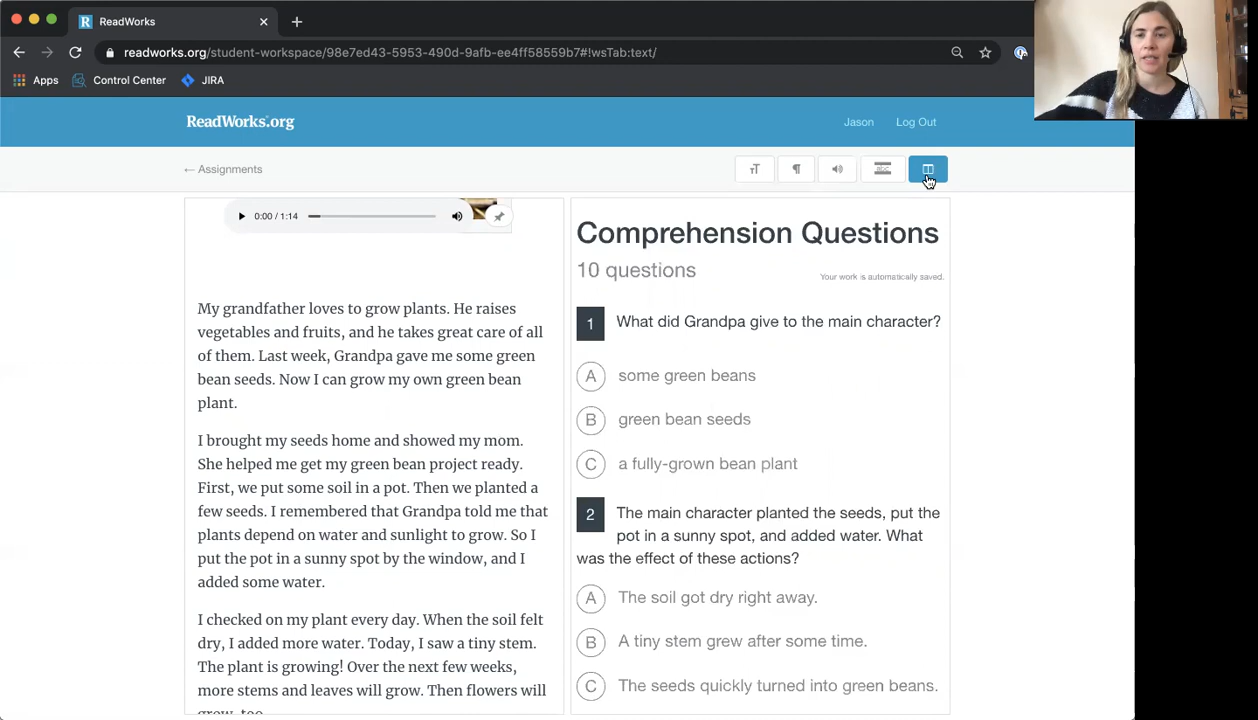 R ReadWorks
readworks.org/student-workspace/98e7ed43-5953-490d-9afb-ee4ff58559b7#!wsTab:text/
Apps Control Center JIRA
ReadWorks.org
Jason Log Out
← Assignments
TT ¶ abc
0:00 / 1:14
My grandfather loves to grow plants. He raises
vegetables and fruits, and he takes great care of all
of them. Last week, Grandpa gave me some green
bean seeds. Now I can grow my own green bean
plant.
I brought my seeds home and showed my mom.
She helped me get my green bean project ready.
First, we put some soil in a pot. Then we planted a
few seeds. I remembered that Grandpa told me that
plants depend on water and sunlight to grow. So I
put the pot in a sunny spot by the window, and I
added some water.
I checked on my plant every day. When the soil felt
dry, I added more water. Today, I saw a tiny stem.
The plant is growing! Over the next few weeks,
more stems and leaves will grow. Then flowers will
grow, too.
Comprehension Questions
10 questions
Your work is automatically saved.
1 What did Grandpa give to the main character?
A some green beans
B green bean seeds
C a fully-grown bean plant
2 The main character planted the seeds, put the
pot in a sunny spot, and added water. What
was the effect of these actions?
A The soil got dry right away.
B A tiny stem grew after some time.
C The seeds quickly turned into green beans.